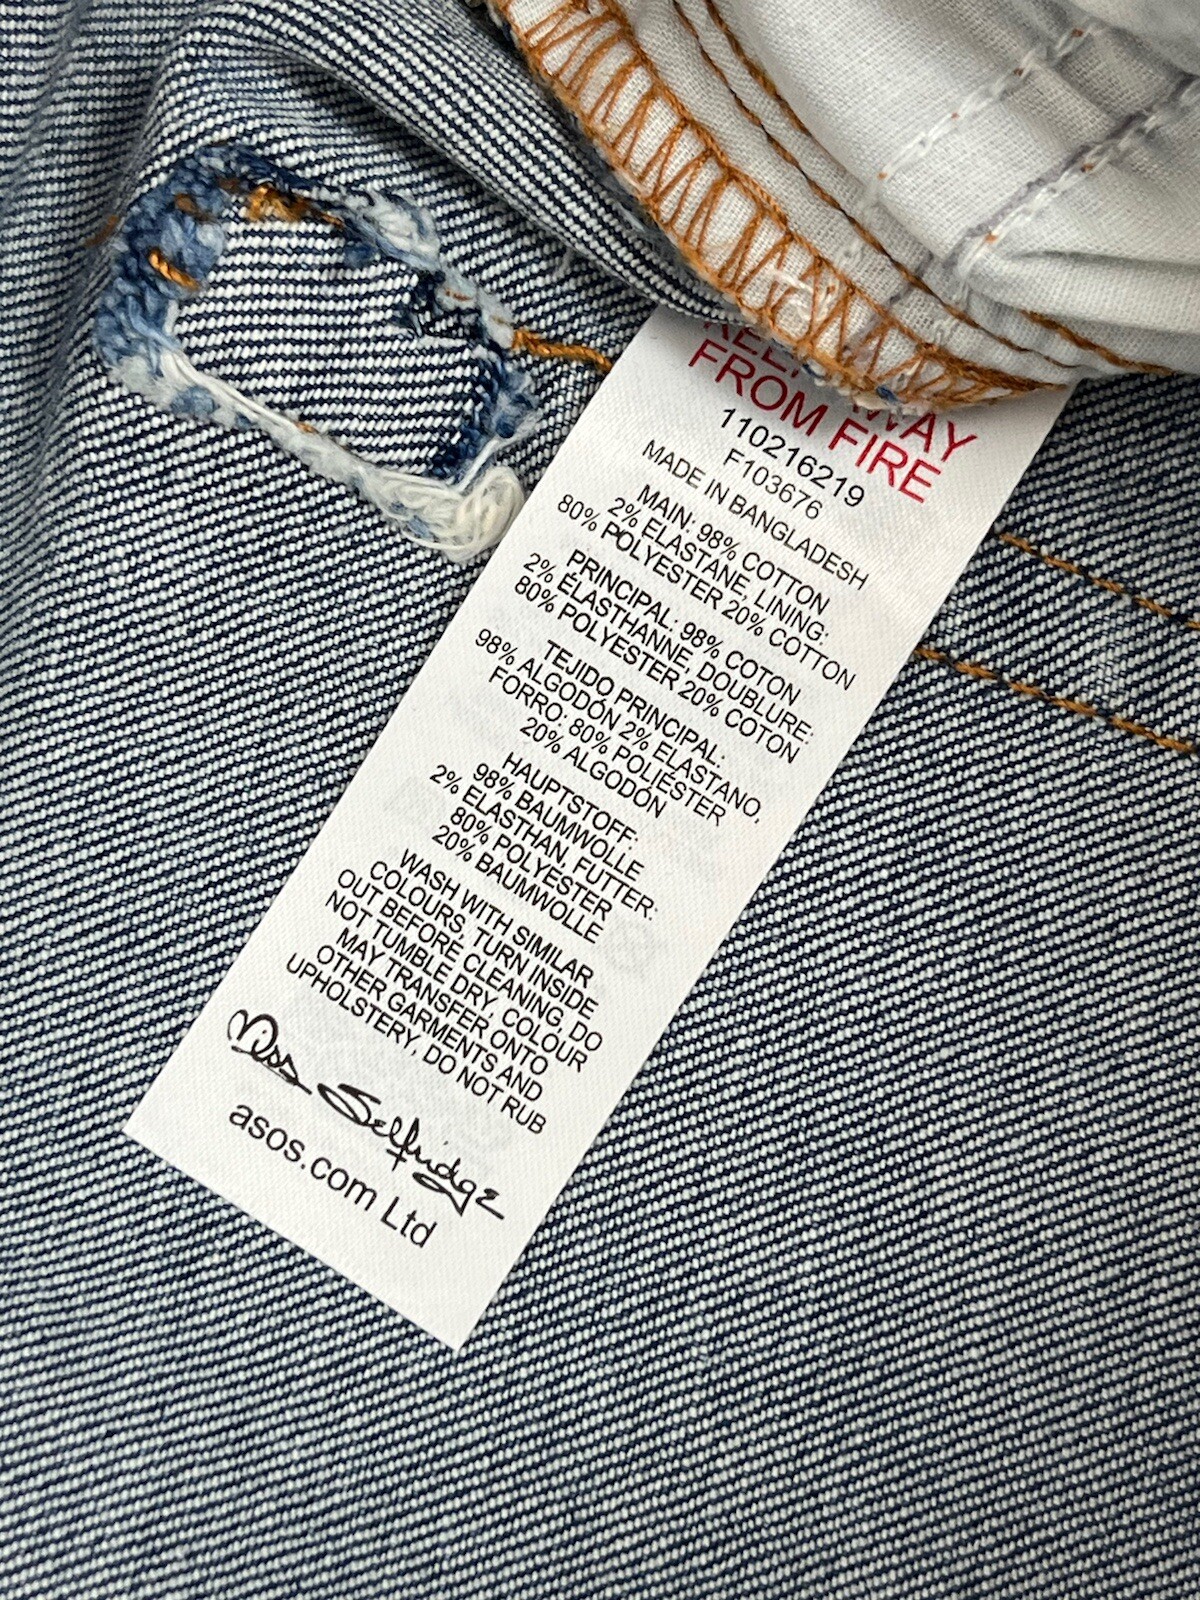 KEEP AWAY
FROM FIRE
110216219
F103676
MADE IN BANGLADESH
MAIN: 98% COTTON
2% ELASTANE, LINING:
80% POLYESTER 20% COTTON
PRINCIPAL: 98% COTON
2% ÉLASTHANNE, DOUBLURE:
80% POLYESTER 20% COTON
TEJIDO PRINCIPAL:
98% ALGODÓN 2% ELASTANO,
FORRO: 80% POLIÉSTER
20% ALGODÓN
HAUPTSTOFF:
98% BAUMWOLLE
2% ELASTHAN, FUTTER:
80% POLYESTER
20% BAUMWOLLE
WASH WITH SIMILAR
COLOURS, TURN INSIDE
OUT BEFORE CLEANING, DO
NOT TUMBLE DRY, COLOUR
MAY TRANSFER ONTO
OTHER GARMENTS AND
UPHOLSTERY, DO NOT RUB
Miss Selfridge
asos.com Ltd